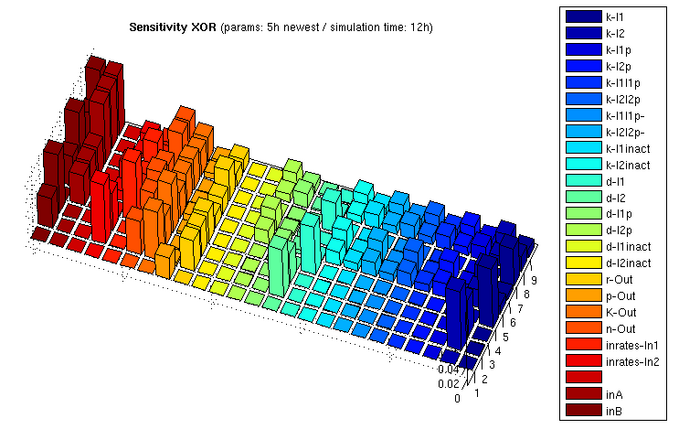 Sensitivity XOR (params: 5h newest / simulation time: 12h)
k-I1
k-I2
k-I1p
k-I2p
k-I1I1p
k-I2I2p
k-I1I1p-
k-I2I2p-
k-I1inact
k-I2inact
d-I1
d-I2
d-I1p
d-I2p
d-I1inact
d-I2inact
r-Out
p-Out
K-Out
n-Out
inrates-In1
inrates-In2
inA
inB
9
8
7
6
5
4
3
2
1
0.04
0.02
0